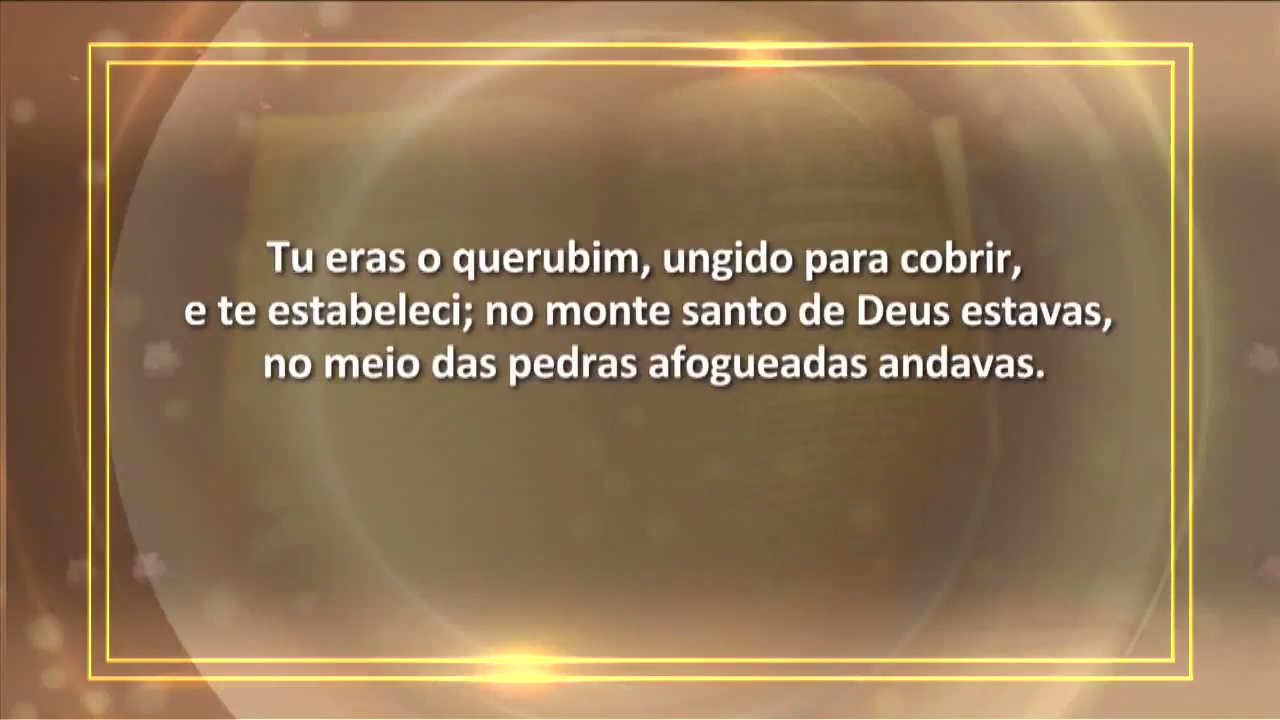 Tu eras o querubim, ungido para cobrir,
e te estabeleci; no monte santo de Deus estavas,
no meio das pedras afogueadas andavas.